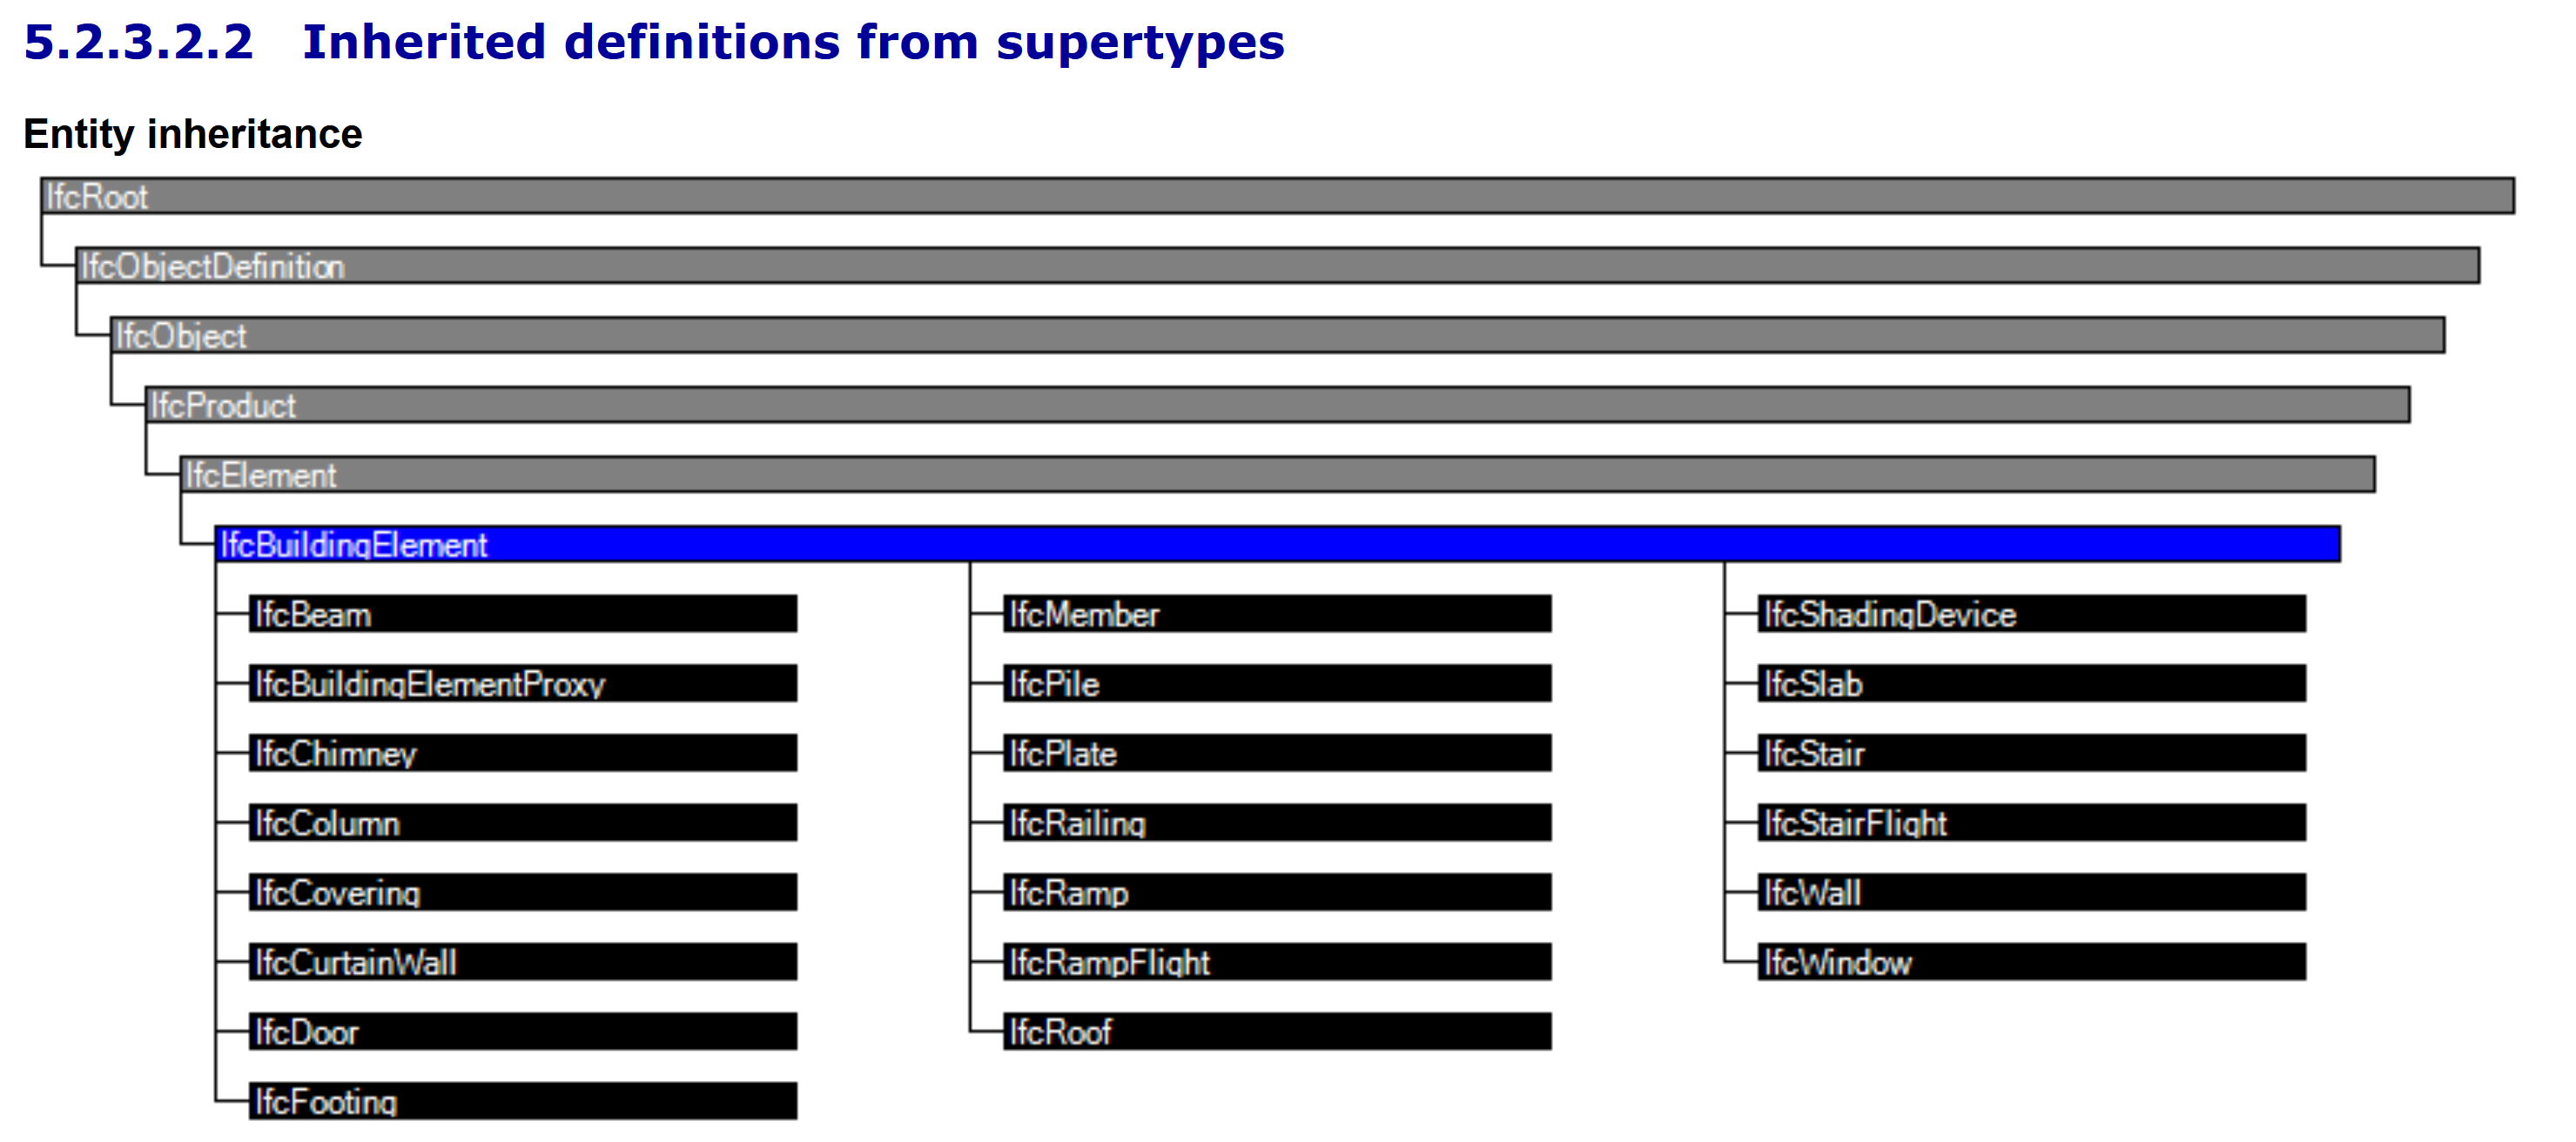 5.2.3.2.2 Inherited definitions from supertypes
Entity inheritance
IfcRoot
IfcObjectDefinition
IfcObject
IfcProduct
IfcElement
IfcBuildingElement
IfcBeam
IfcBuildingElementProxy
IfcChimney
IfcColumn
IfcCovering
IfcCurtainWall
IfcDoor
IfcFooting
IfcMember
IfcPile
IfcPlate
IfcRailing
IfcRamp
IfcRampFlight
IfcRoof
IfcShadingDevice
IfcSlab
IfcStair
IfcStairFlight
IfcWall
IfcWindow